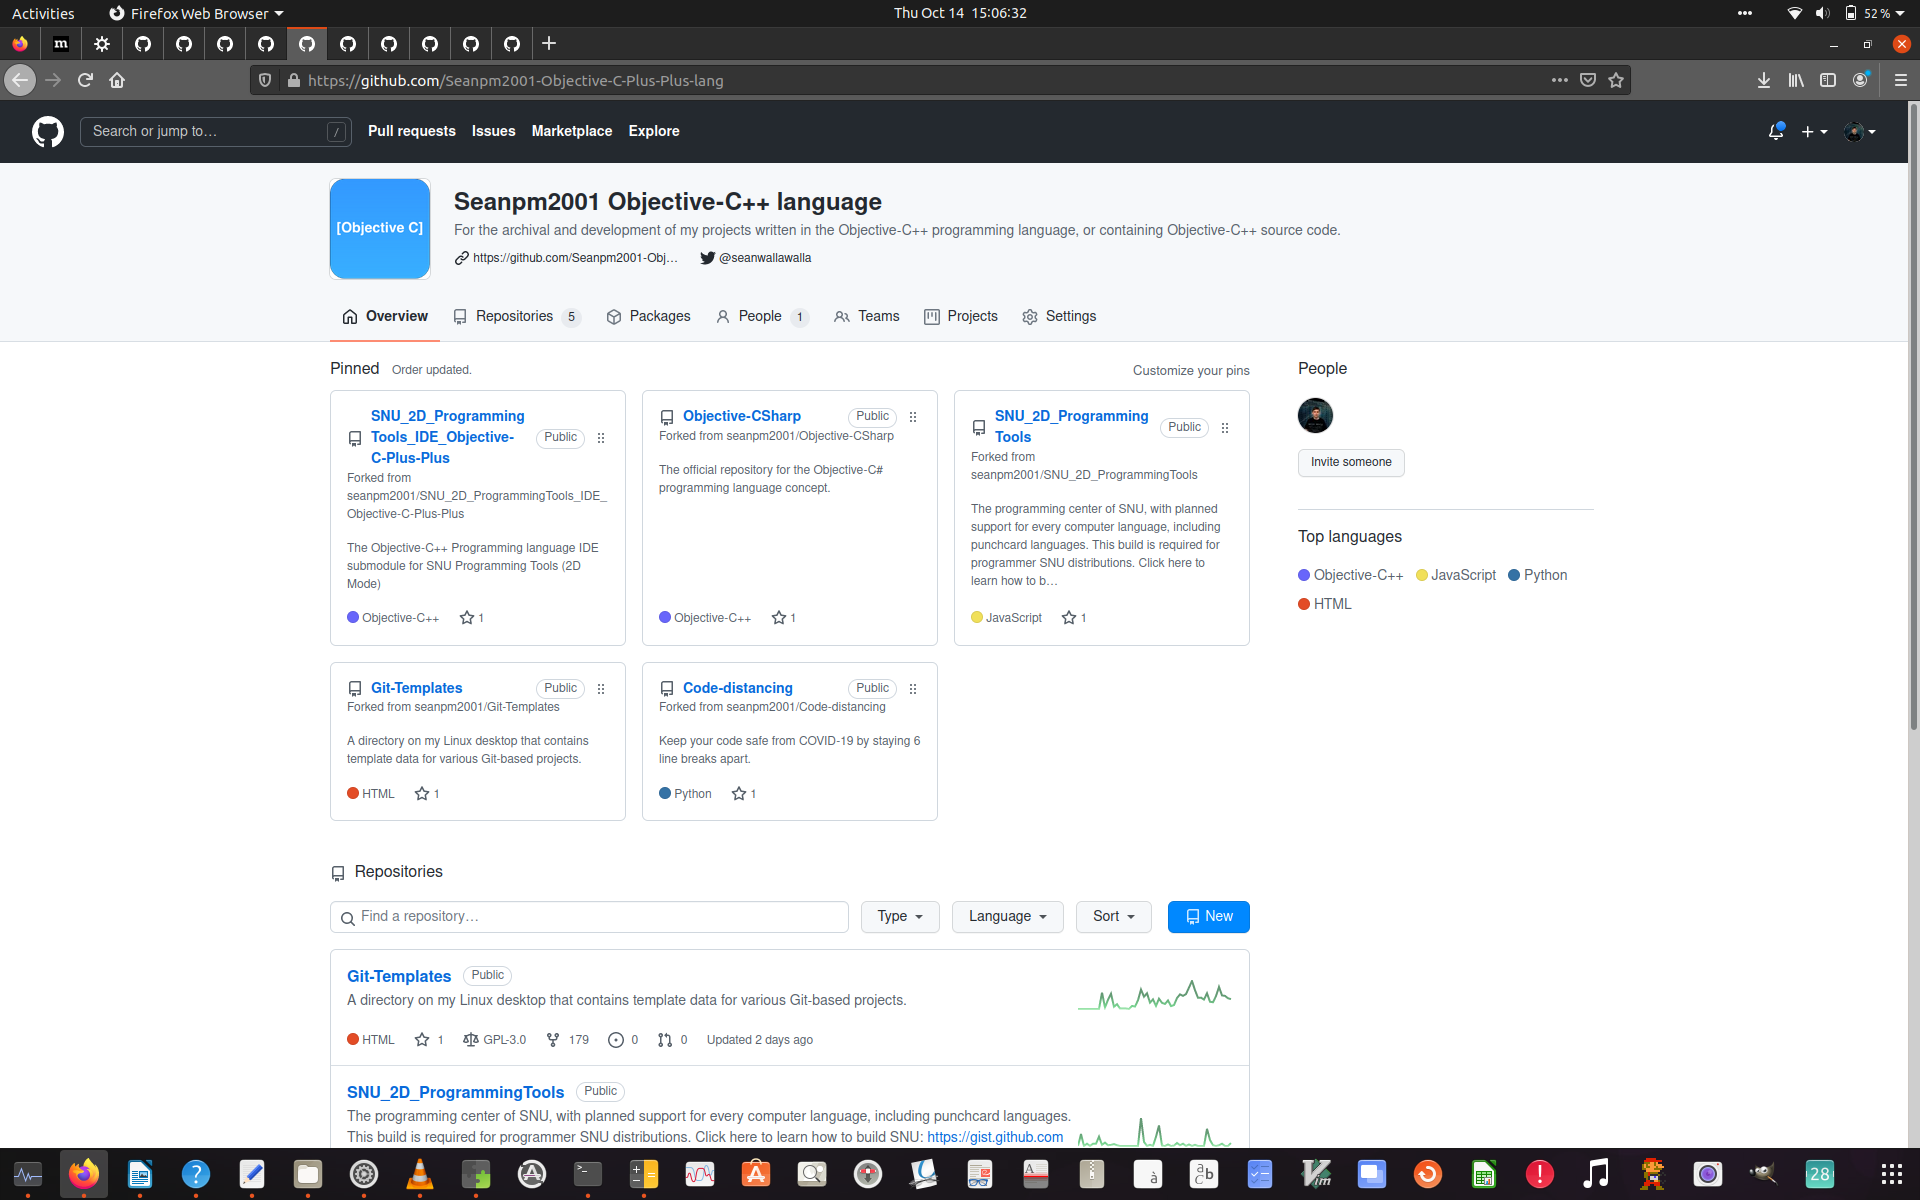 Activities
Firefox Web Browser
Thu Oct 14 15:06:32
52 %
m
https://github.com/Seanpm2001-Objective-C-Plus-Plus-lang
Search or jump to…
/
Pull requests
Issues
Marketplace
Explore
[Objective C]
Seanpm2001 Objective-C++ language
For the archival and development of my projects written in the Objective-C++ programming language, or containing Objective-C++ source code.
https://github.com/Seanpm2001-Obj…
@seanwallawalla
Overview
Repositories 5
Packages
People 1
Teams
Projects
Settings
Pinned
Order updated.
Customize your pins
SNU_2D_Programming
Tools_IDE_Objective-
C-Plus-Plus
Public
Forked from
seanpm2001/SNU_2D_ProgrammingTools_IDE_
Objective-C-Plus-Plus
The Objective-C++ Programming language IDE
submodule for SNU Programming Tools (2D
Mode)
Objective-C++ 1
Objective-CSharp
Public
Forked from seanpm2001/Objective-CSharp
The official repository for the Objective-C#
programming language concept.
Objective-C++ 1
SNU_2D_Programming
Tools
Public
Forked from
seanpm2001/SNU_2D_ProgrammingTools
The programming center of SNU, with planned
support for every computer language, including
punchcard languages. This build is required for
programmer SNU distributions. Click here to
learn how to b…
JavaScript 1
Git-Templates
Public
Forked from seanpm2001/Git-Templates
A directory on my Linux desktop that contains
template data for various Git-based projects.
HTML 1
Code-distancing
Public
Forked from seanpm2001/Code-distancing
Keep your code safe from COVID-19 by staying 6
line breaks apart.
Python 1
People
Invite someone
Top languages
Objective-C++ JavaScript Python
HTML
Repositories
Find a repository…
Type
Language
Sort
New
Git-Templates Public
A directory on my Linux desktop that contains template data for various Git-based projects.
HTML 1 GPL-3.0 179 0 0 Updated 2 days ago
SNU_2D_ProgrammingTools Public
The programming center of SNU, with planned support for every computer language, including punchcard languages.
This build is required for programmer SNU distributions. Click here to learn how to build SNU: https://gist.github.com
28